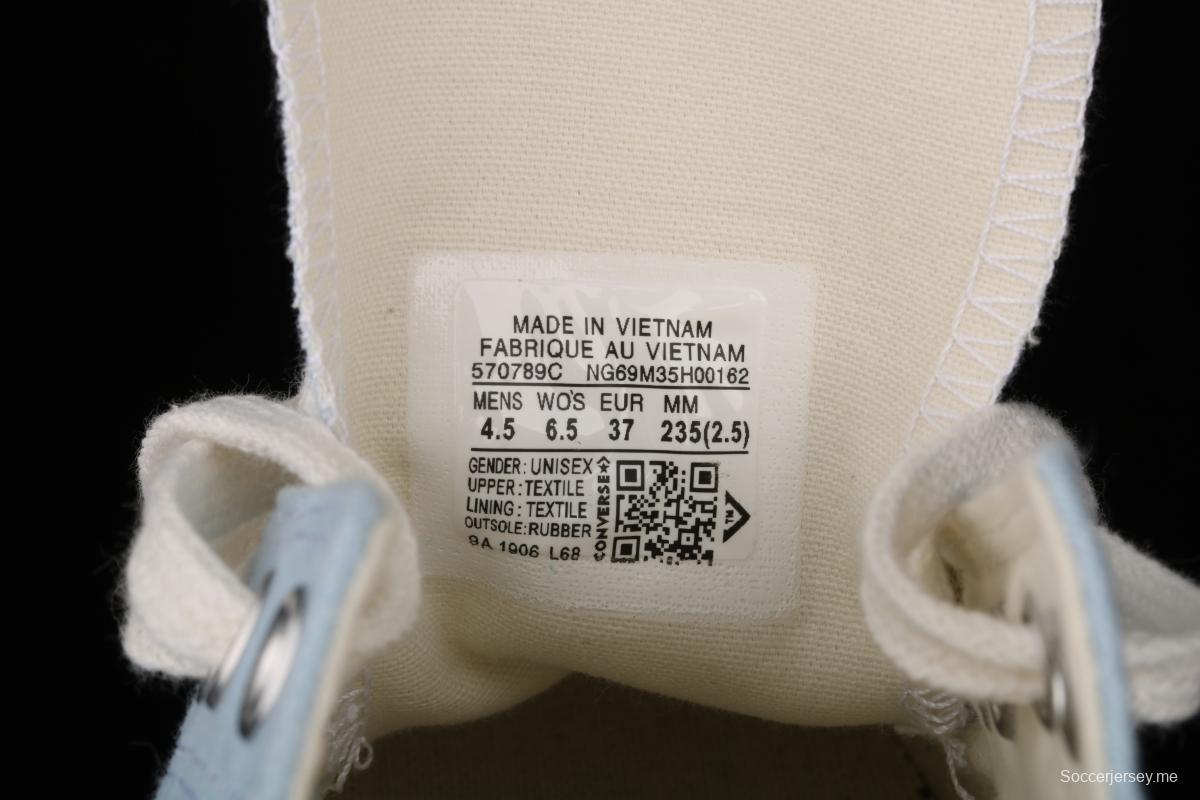 MADE IN VIETNAM
FABRIQUE AU VIETNAM
570789C NG69M35H00162
MENS WO'S EUR MM
4.5 6.5 37 235(2.5)
GENDER: UNISEX
UPPER: TEXTILE
LINING: TEXTILE
OUTSOLE: RUBBER
9A 1906 L68
CONVERSE
TM
Soccerjersey.me